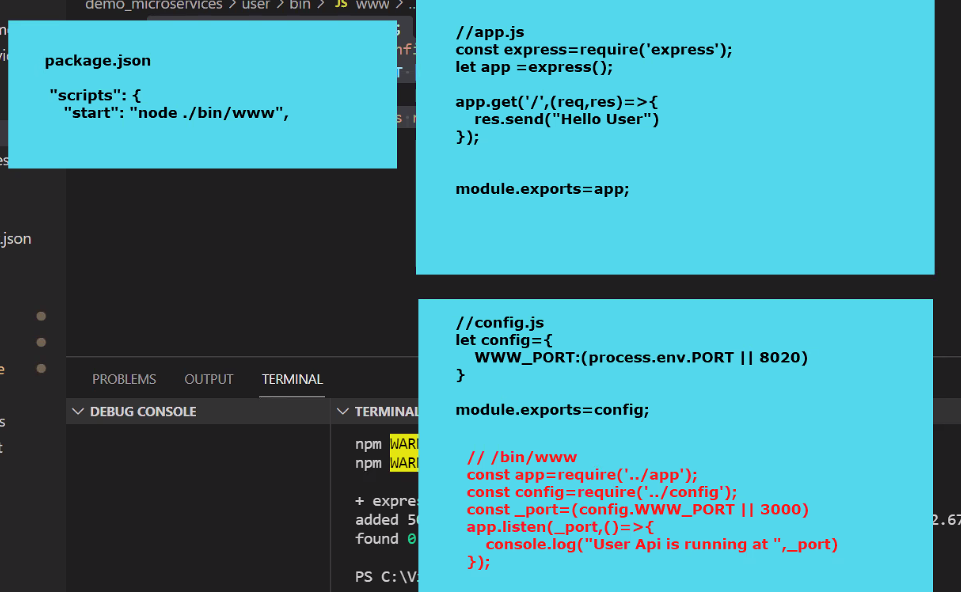 demo_microservices > user > bin > JS www > ..
package.json
"scripts": {
"start": "node ./bin/www",
//app.js
const express=require('express');
let app =express();
app.get('/',(req,res)=>{
res.send("Hello User")
});
module.exports=app;
.json
//config.js
let config={
WWW_PORT:(process.env.PORT || 8020)
}
module.exports=config;
// /bin/www
const app=require('../app');
const config=require('../config');
const _port=(config.WWW_PORT || 3000)
app.listen(_port,()=>{
console.log("User Api is running at ",_port)
});
PROBLEMS OUTPUT TERMINAL
DEBUG CONSOLE
TERMINAL
npm WARN
npm WARN
+ expre
added 5
found 0
2.67
PS C:\V